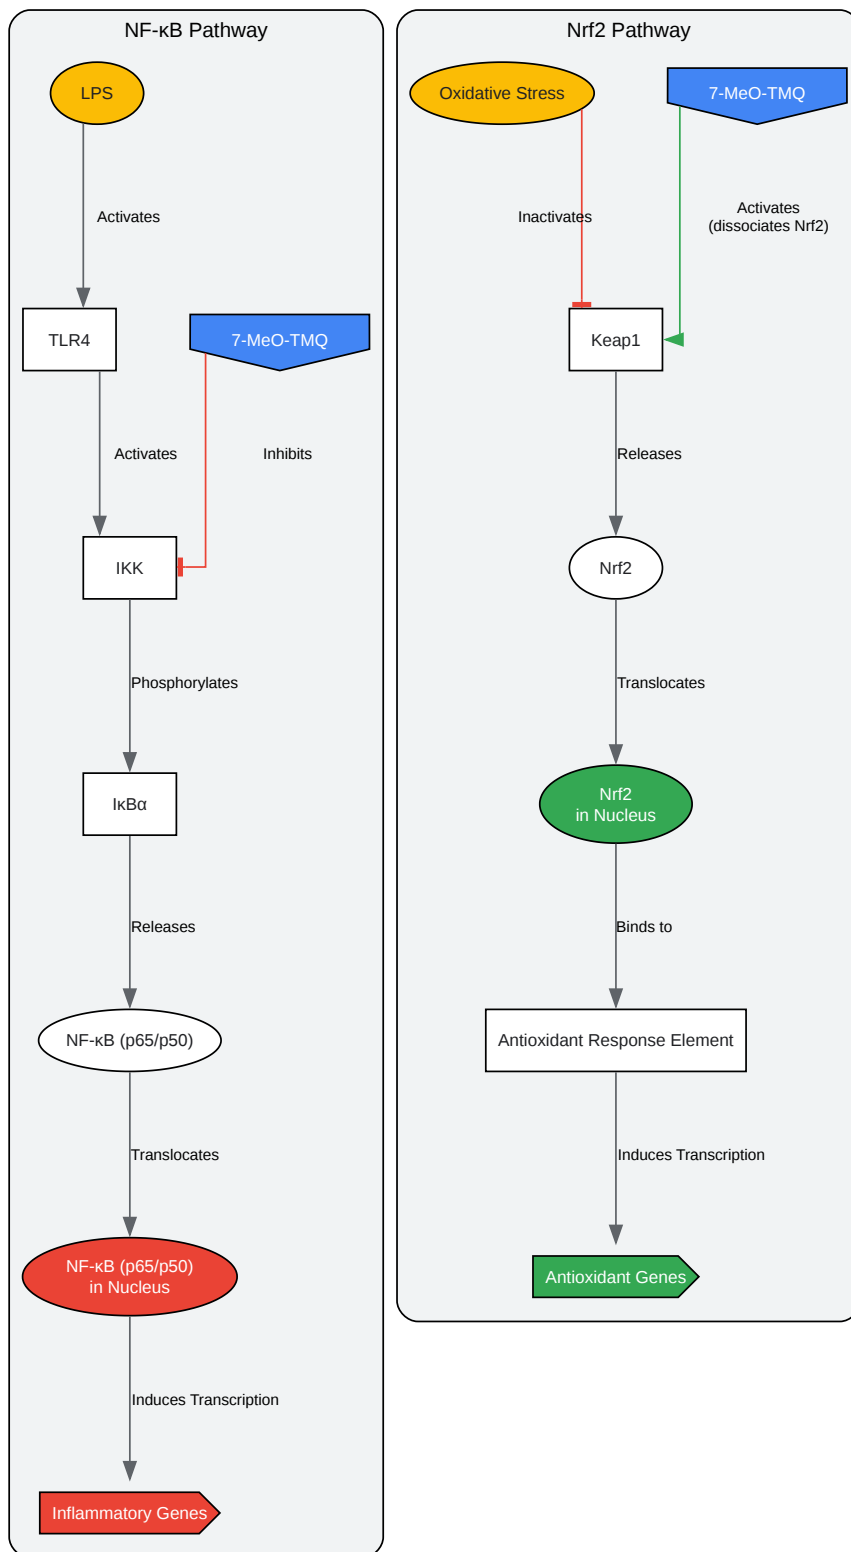 NF-κB Pathway
LPS
Activates
TLR4
7-MeO-TMQ
Activates
Inhibits
IKK
Phosphorylates
IκBα
Releases
NF-κB (p65/p50)
Translocates
NF-κB (p65/p50)
in Nucleus
Induces Transcription
Inflammatory Genes
Nrf2 Pathway
Oxidative Stress
7-MeO-TMQ
Inactivates
Activates
(dissociates Nrf2)
Keap1
Releases
Nrf2
Translocates
Nrf2
in Nucleus
Binds to
Antioxidant Response Element
Induces Transcription
Antioxidant Genes